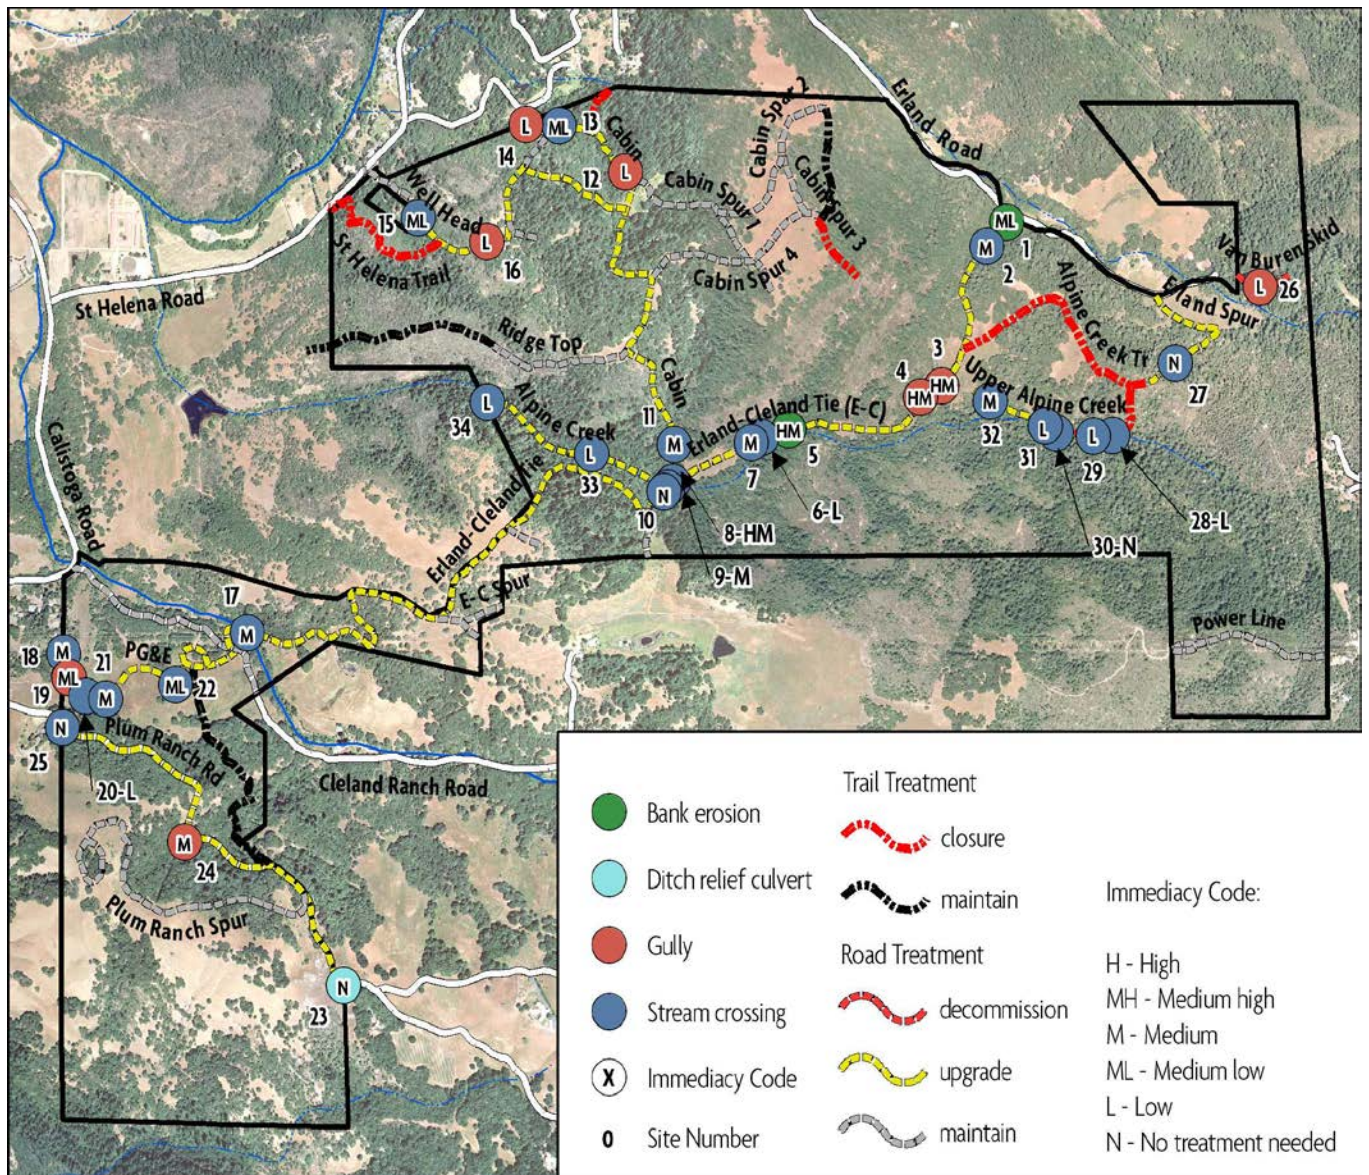 Cabin Spur 2
Erland Road
L
ML
13
Cabin
14
12
L
Cabin Spur 1
Cabin Spur 3
Well Head
15
ML
L
16
St Helena Trail
Cabin Spur 4
ML
1
M
2
Van Buren Skid
L
26
Erland Spur
Alpine Creek Tr
St Helena Road
Ridge Top
3
N
27
4
HM
HM
Upper Alpine Creek
Cabin
Erland-Cleland Tie (E-C)
L
34
Alpine Creek
11
M
M
32
L
31
L
29
HM
5
M
7
L
33
6-L
28-L
30-N
N
10
8-HM
9-M
Calistoga Road
Erland-Cleland Tie
E-C Spur
17
M
Power Line
18
M
21
PG&E
ML
19
M
ML
22
N
25
Plum Ranch Rd
20-L
Cleland Ranch Road
M
24
Plum Ranch Spur
N
23
Bank erosion
Ditch relief culvert
Gully
Stream crossing
X Immediacy Code
0 Site Number
Trail Treatment
closure
maintain
Road Treatment
decommission
upgrade
maintain
Immediacy Code:
H - High
MH - Medium high
M - Medium
ML - Medium low
L - Low
N - No treatment needed